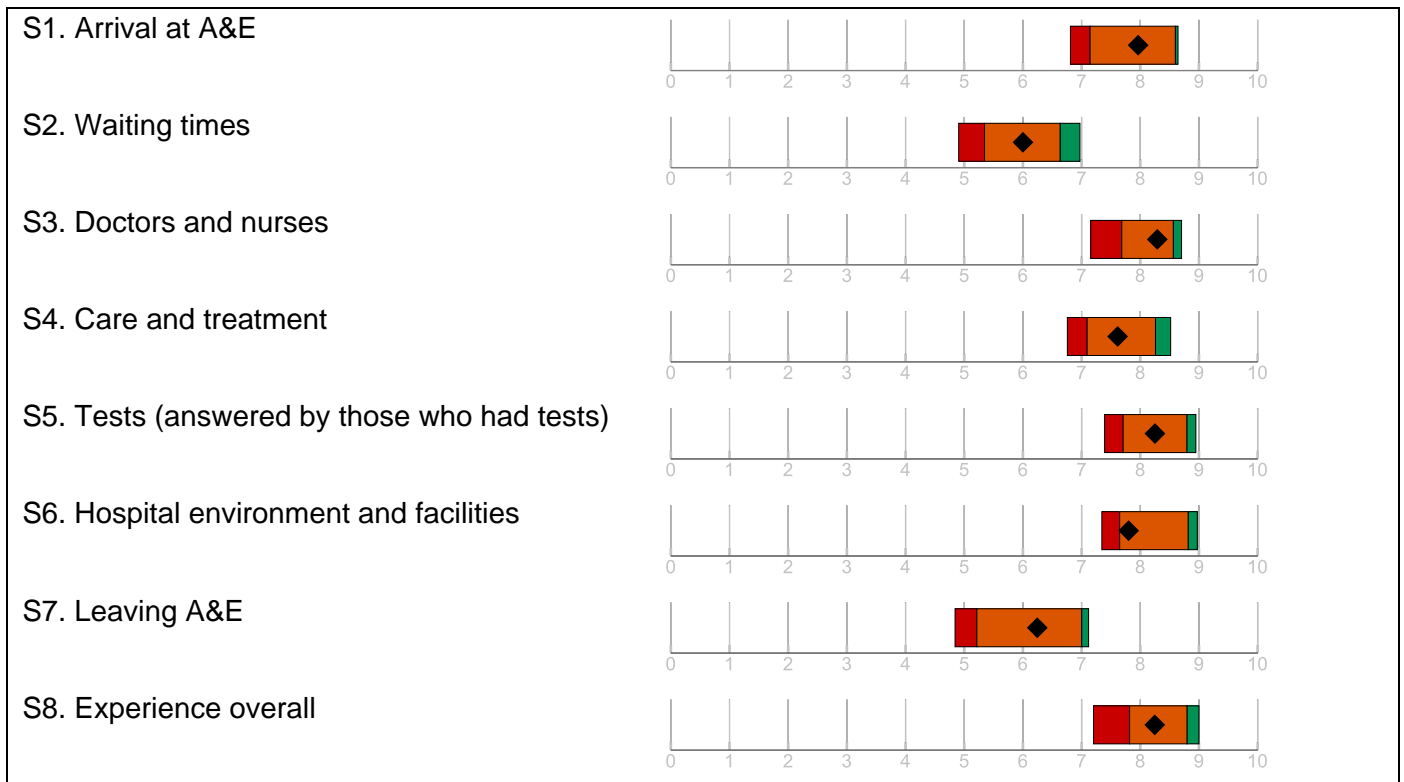 S1. Arrival at A&E
0 1 2 3 4 5 6 7 8 9 10
S2. Waiting times
0 1 2 3 4 5 6 7 8 9 10
S3. Doctors and nurses
0 1 2 3 4 5 6 7 8 9 10
S4. Care and treatment
0 1 2 3 4 5 6 7 8 9 10
S5. Tests (answered by those who had tests)
0 1 2 3 4 5 6 7 8 9 10
S6. Hospital environment and facilities
0 1 2 3 4 5 6 7 8 9 10
S7. Leaving A&E
0 1 2 3 4 5 6 7 8 9 10
S8. Experience overall
0 1 2 3 4 5 6 7 8 9 10